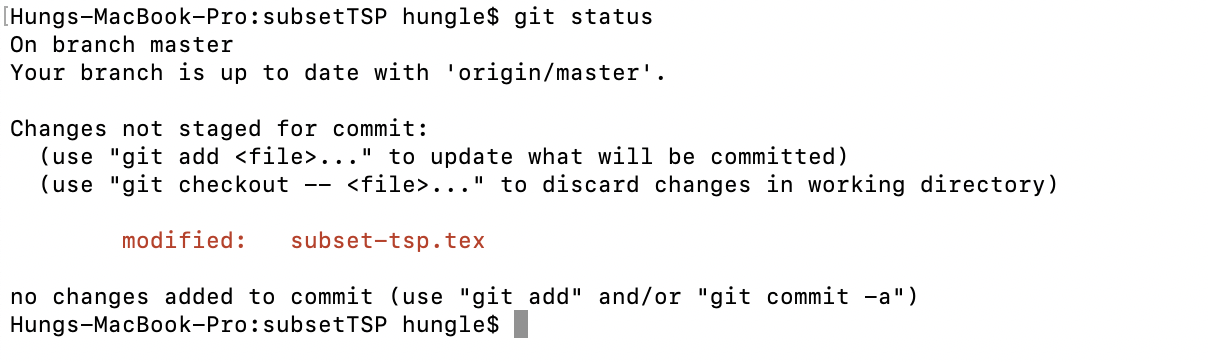 [Hungs-MacBook-Pro:subsetTSP hungle$ git status
On branch master
Your branch is up to date with 'origin/master'.
Changes not staged for commit:
(use "git add <file>..." to update what will be committed)
(use "git checkout -- <file>..." to discard changes in working directory)
modified: subset-tsp.tex
no changes added to commit (use "git add" and/or "git commit -a")
Hungs-MacBook-Pro:subsetTSP hungle$